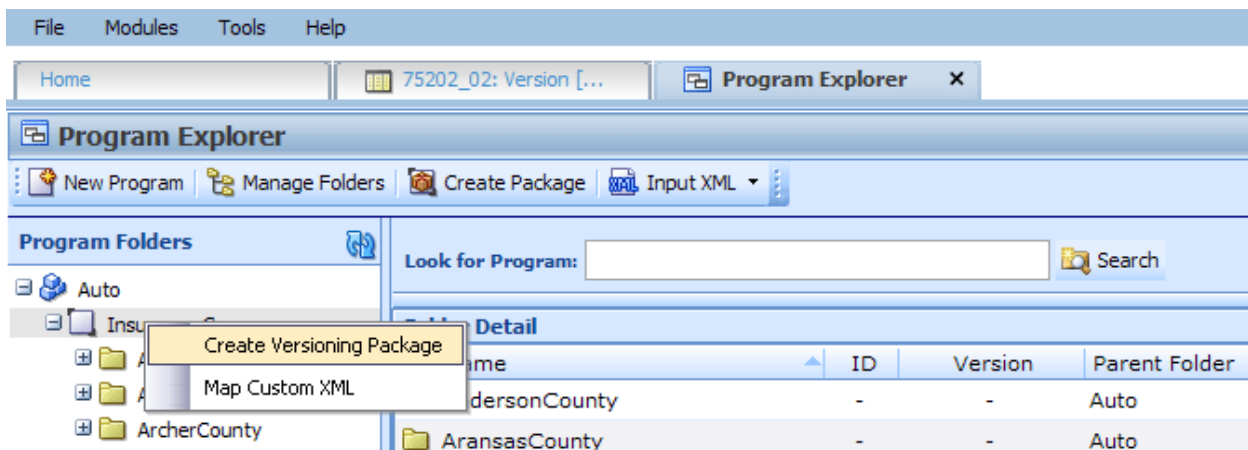 File Modules Tools Help
Home 75202_02: Version [... Program Explorer
Program Explorer
New Program Manage Folders Create Package XML Input XML
Program Folders
Look for Program: Search
Auto
Detail
Create Versioning Package
ID Version Parent Folder
Map Custom XML
- - Auto
ArcherCounty
AransasCounty - - Auto